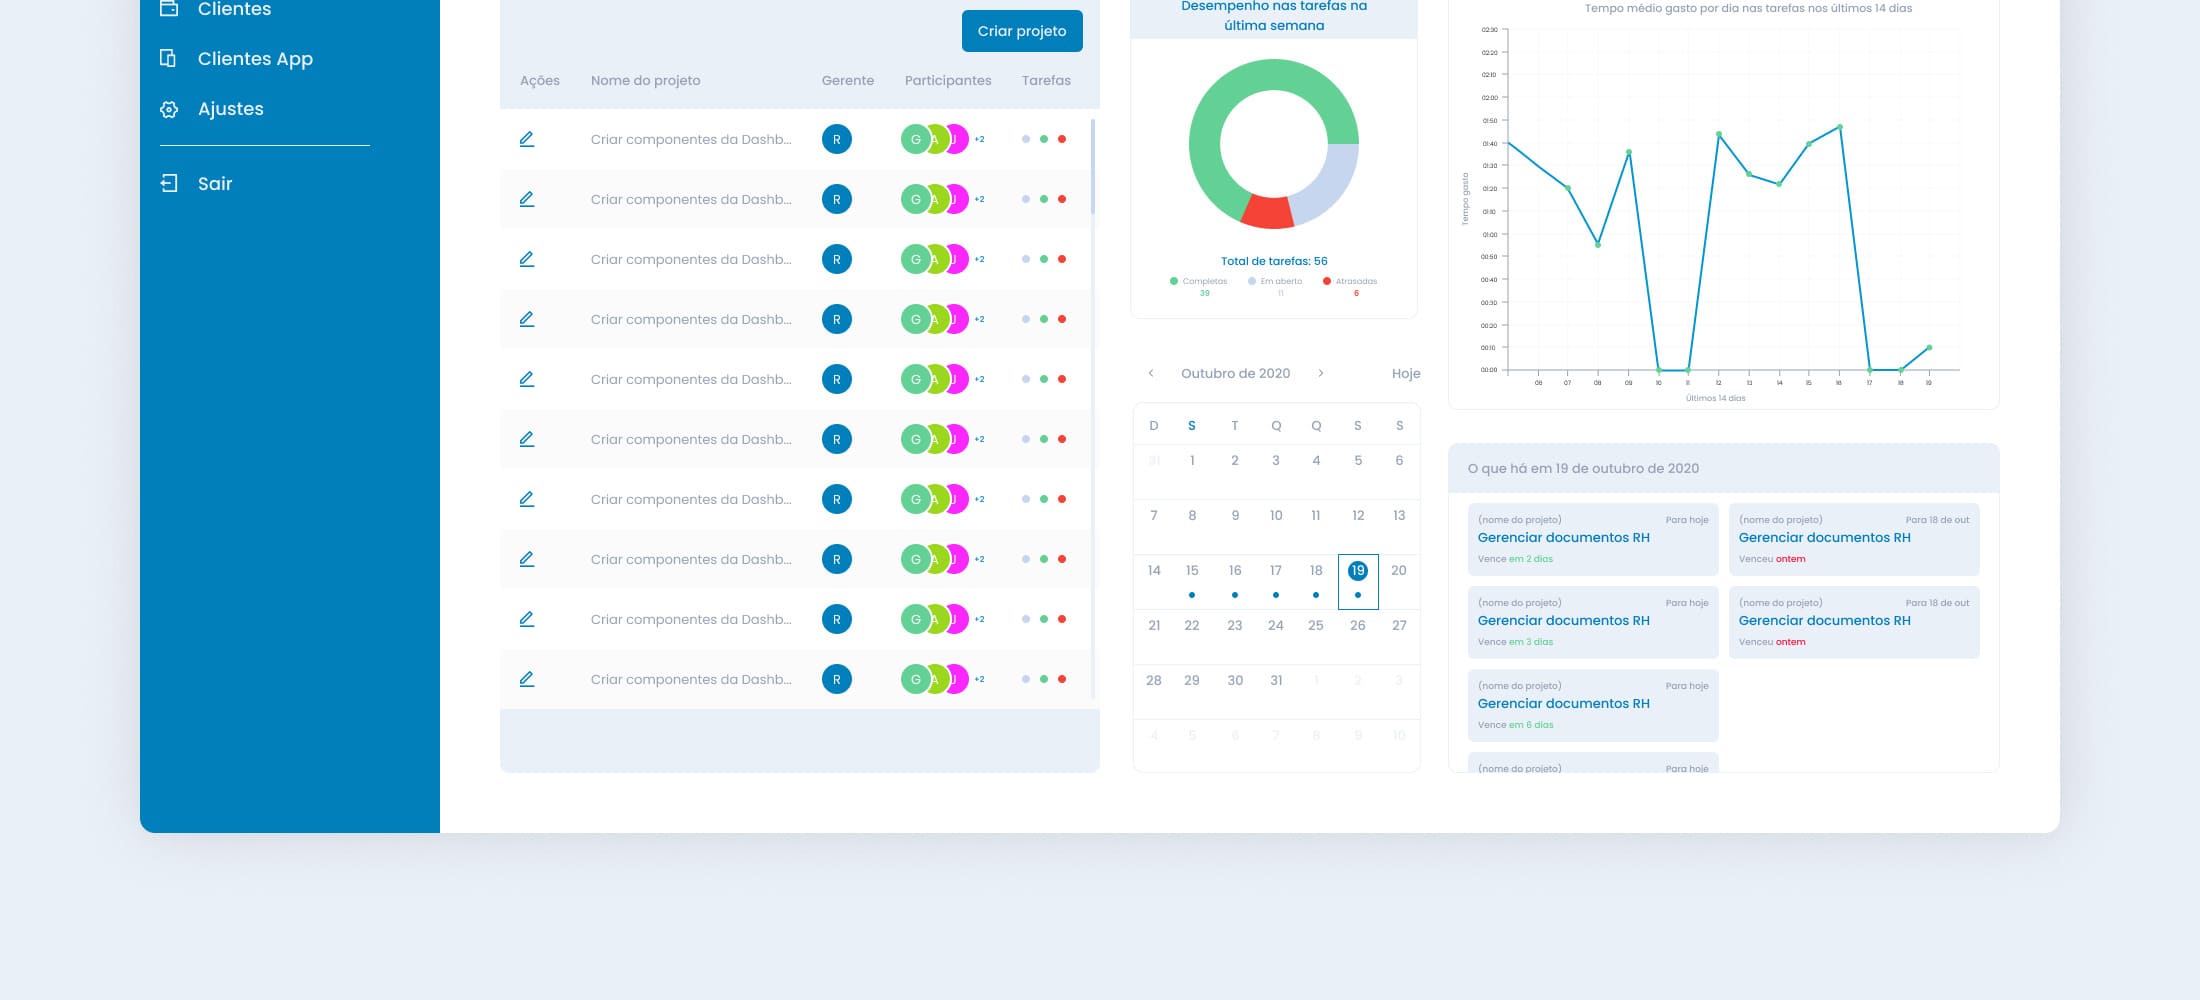 Clientes
Clientes App
Ajustes
Sair
Criar projeto
Ações Nome do projeto Gerente Participantes Tarefas
Criar componentes da Dashb... R G A J +2
Criar componentes da Dashb... R G A J +2
Criar componentes da Dashb... R G A J +2
Criar componentes da Dashb... R G A J +2
Criar componentes da Dashb... R G A J +2
Criar componentes da Dashb... R G A J +2
Criar componentes da Dashb... R G A J +2
Criar componentes da Dashb... R G A J +2
Criar componentes da Dashb... R G A J +2
Criar componentes da Dashb... R G A J +2
Desempenho nas tarefas na
última semana
Total de tarefas: 56
Completas Em aberto Atrasadas
39 11 6
Outubro de 2020 Hoje
D S T Q Q S S
31 1 2 3 4 5 6
7 8 9 10 11 12 13
14 15 16 17 18 19 20
21 22 23 24 25 26 27
28 29 30 31 1 2 3
4 5 6 7 8 9 10
Tempo médio gasto por dia nas tarefas nos últimos 14 dias
Tempo gasto
02:30
02:20
02:10
02:00
01:50
01:40
01:30
01:20
01:10
01:00
00:50
00:40
00:30
00:20
00:10
00:00
06 07 08 09 10 11 12 13 14 15 16 17 18 19
Últimos 14 dias
O que há em 19 de outubro de 2020
(nome do projeto) Para hoje
Gerenciar documentos RH
Vence em 2 dias
(nome do projeto) Para 18 de out
Gerenciar documentos RH
Venceu ontem
(nome do projeto) Para hoje
Gerenciar documentos RH
Vence em 3 dias
(nome do projeto) Para 18 de out
Gerenciar documentos RH
Venceu ontem
(nome do projeto) Para hoje
Gerenciar documentos RH
Vence em 6 dias
(nome do projeto) Para hoje